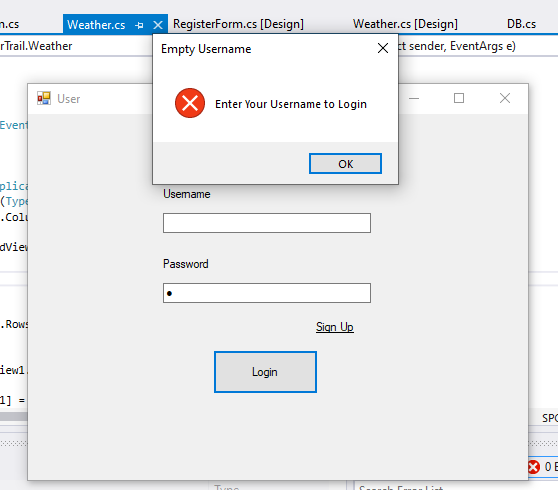 m.cs
Weather.cs
RegisterForm.cs [Design]
Weather.cs [Design]
DB.cs
rTrail.Weather
ct sender, EventArgs e)
Empty Username
Enter Your Username to Login
OK
User
Username
Password
Sign Up
Login
Event
plica
(Type
.Colu
dView
.Rows
iew1.
1] =
SPC
0 E
Type
Search Error List